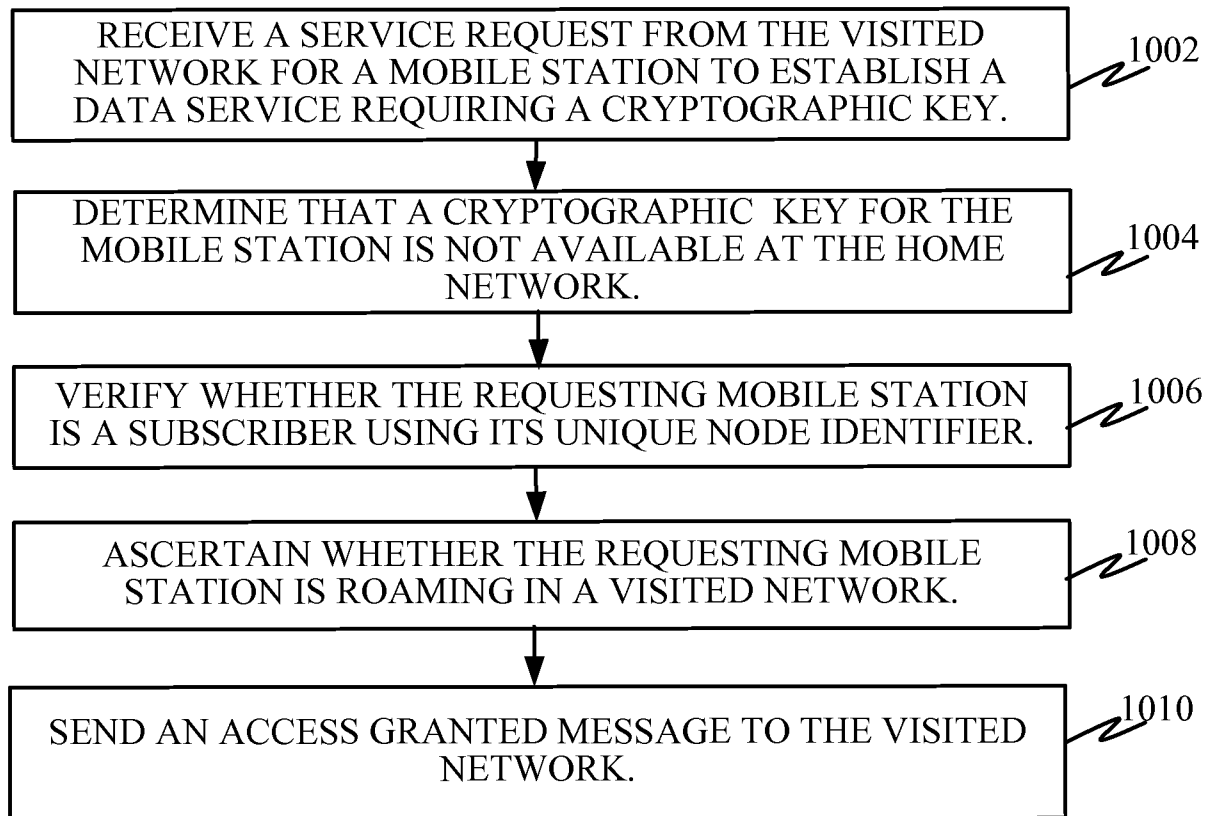 RECEIVE A SERVICE REQUEST FROM THE VISITED
NETWORK FOR A MOBILE STATION TO ESTABLISH A
DATA SERVICE REQUIRING A CRYPTOGRAPHIC KEY.
1002
DETERMINE THAT A CRYPTOGRAPHIC KEY FOR THE
MOBILE STATION IS NOT AVAILABLE AT THE HOME
NETWORK.
1004
VERIFY WHETHER THE REQUESTING MOBILE STATION
IS A SUBSCRIBER USING ITS UNIQUE NODE IDENTIFIER.
1006
ASCERTAIN WHETHER THE REQUESTING MOBILE
STATION IS ROAMING IN A VISITED NETWORK.
1008
SEND AN ACCESS GRANTED MESSAGE TO THE VISITED
NETWORK.
1010